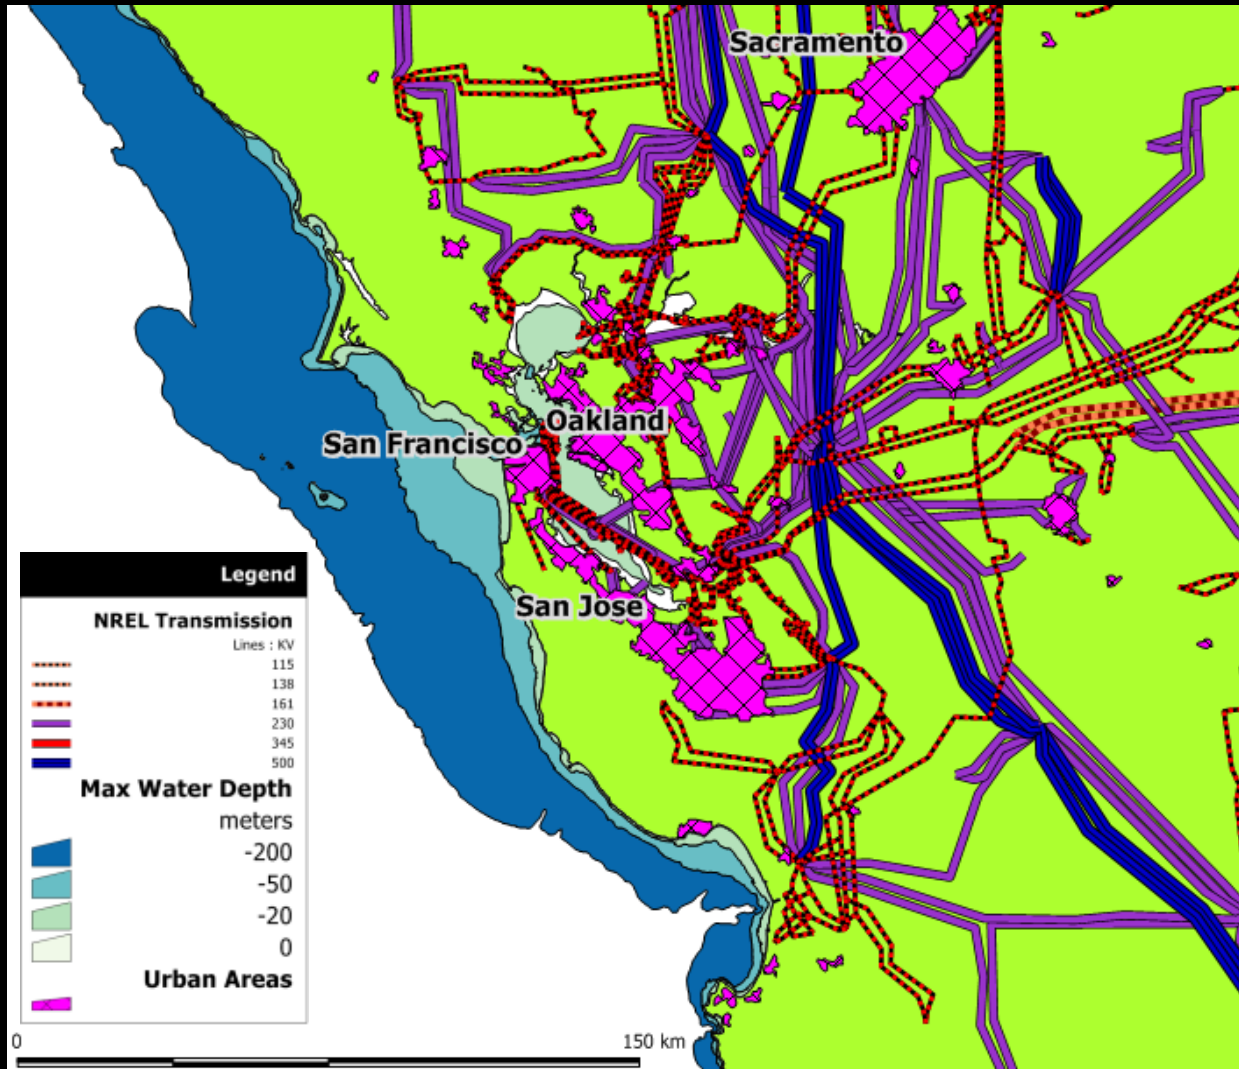 Sacramento
Oakland
San Francisco
San Jose
Legend
NREL Transmission
Lines : KV
115
138
161
230
345
500
Max Water Depth
meters
-200
-50
-20
0
Urban Areas
0
150 km